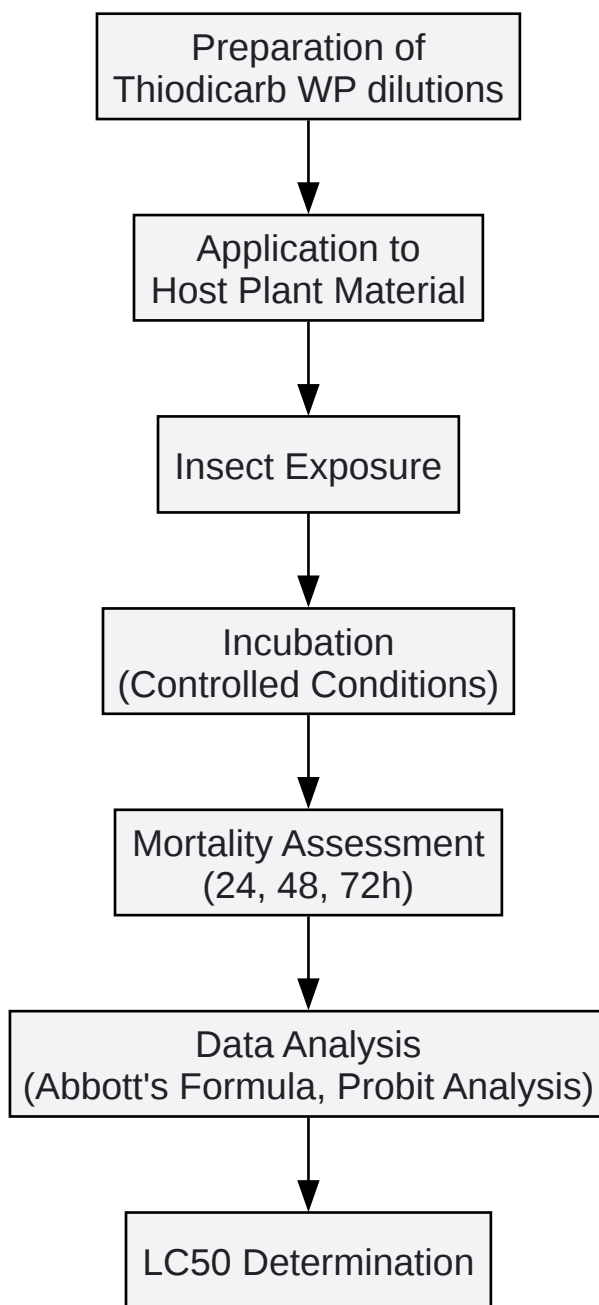 Preparation of
Thiodicarb WP dilutions
Application to
Host Plant Material
Insect Exposure
Incubation
(Controlled Conditions)
Mortality Assessment
(24, 48, 72h)
Data Analysis
(Abbott's Formula, Probit Analysis)
LC50 Determination